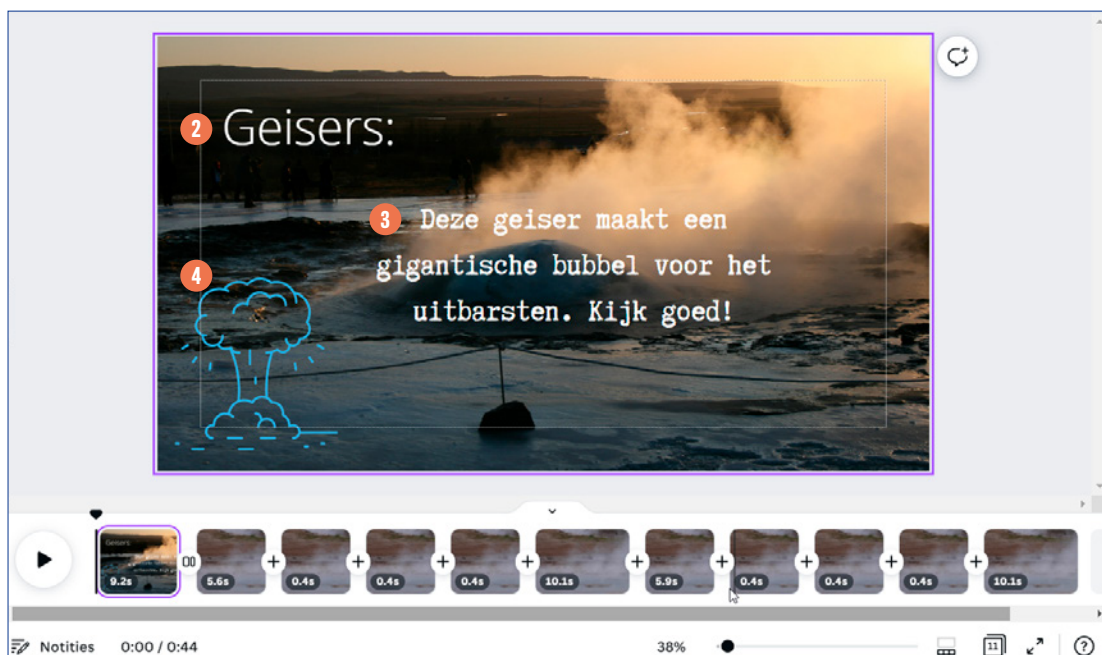 2 Geisers:
3 Deze geiser maakt een
gigantische bubbel voor het
uitbarsten. Kijk goed!
4
Geisers:
9.2s 5.6s 0.4s 0.4s 0.4s 10.1s 5.9s 0.4s 0.4s 0.4s 10.1s
Notities 0:00 / 0:44 38% 11 ?